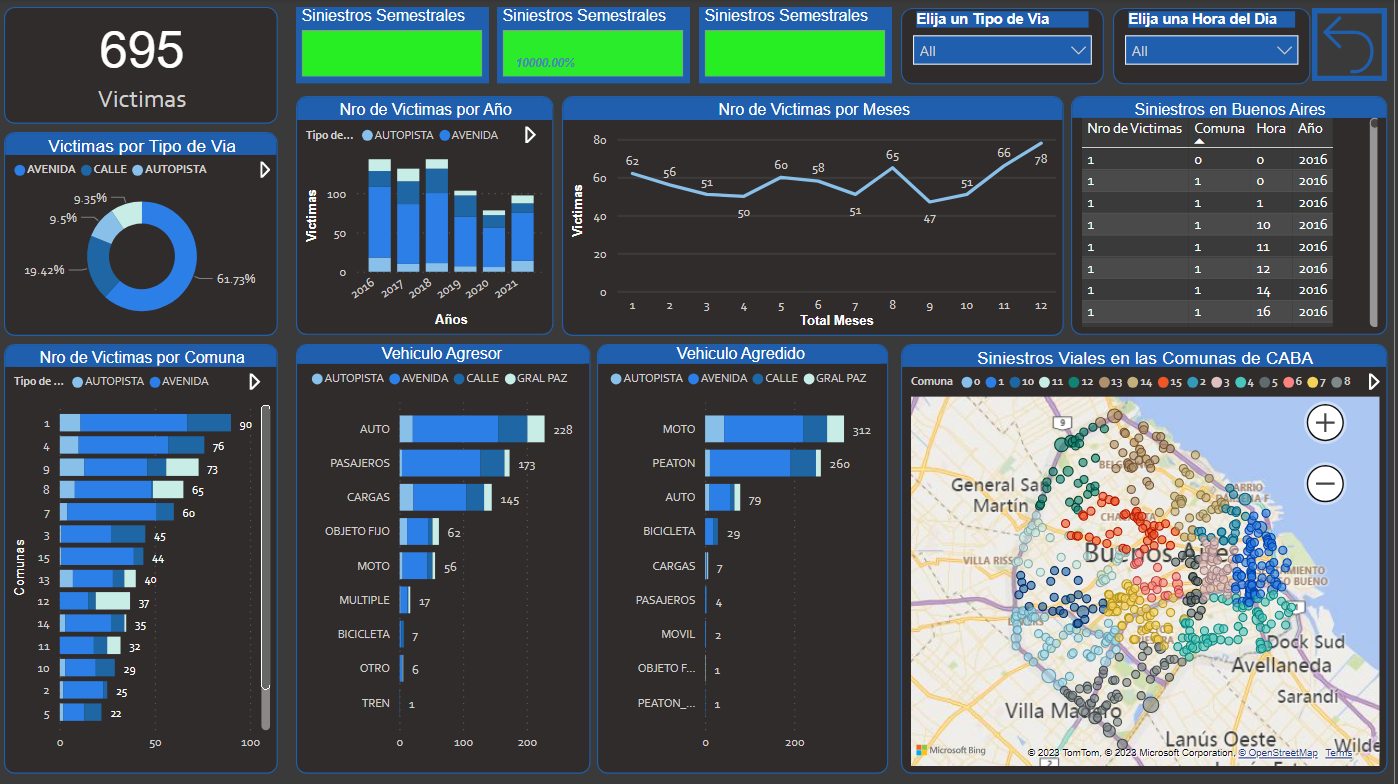 695
Victimas
Siniestros Semestrales
Siniestros Semestrales
10000.00%
Siniestros Semestrales
Elija un Tipo de Via
All
Elija una Hora del Dia
All
Victimas por Tipo de Via
AVENIDA CALLE AUTOPISTA
9.35%
9.5%
19.42%
61.73%
Nro de Victimas por Año
Tipo de... AUTOPISTA AVENIDA
Victimas
100
50
0
2016 2017 2018 2019 2020 2021
Años
Nro de Victimas por Meses
Victimas
80
60
40
20
0
62 56 51 50 60 58 51 65 47 51 66 78
1 2 3 4 5 6 7 8 9 10 11 12
Total Meses
Siniestros en Buenos Aires
Nro de Victimas Comuna Hora Año
1 0 0 2016
1 1 0 2016
1 1 1 2016
1 1 10 2016
1 1 11 2016
1 1 12 2016
1 1 14 2016
1 1 16 2016
Nro de Victimas por Comuna
Tipo de ... AUTOPISTA AVENIDA
Comunas
1 90
4 76
9 73
8 65
7 60
3 45
15 44
13 40
12 37
14 35
11 32
10 29
2 25
5 22
0 50 100
Vehiculo Agresor
AUTOPISTA AVENIDA CALLE GRAL PAZ
AUTO 228
PASAJEROS 173
CARGAS 145
OBJETO FIJO 62
MOTO 56
MULTIPLE 17
BICICLETA 7
OTRO 6
TREN 1
0 100 200
Vehiculo Agredido
AUTOPISTA AVENIDA CALLE GRAL PAZ
MOTO 312
PEATON 260
AUTO 79
BICICLETA 29
CARGAS 7
PASAJEROS 4
MOVIL 2
OBJETO F... 1
PEATON_... 1
0 200
Siniestros Viales en las Comunas de CABA
Comuna 0 1 10 11 12 13 14 15 2 3 4 5 6 7 8
9
General San
Martín
VILLA
Buenos Aires
Dock Sud
Avellaneda
Sarandí
Villa Madero
Lanús Oeste
Wilde
2
Microsoft Bing
© 2023 TomTom, © 2023 Microsoft Corporation, © OpenStreetMap Terms